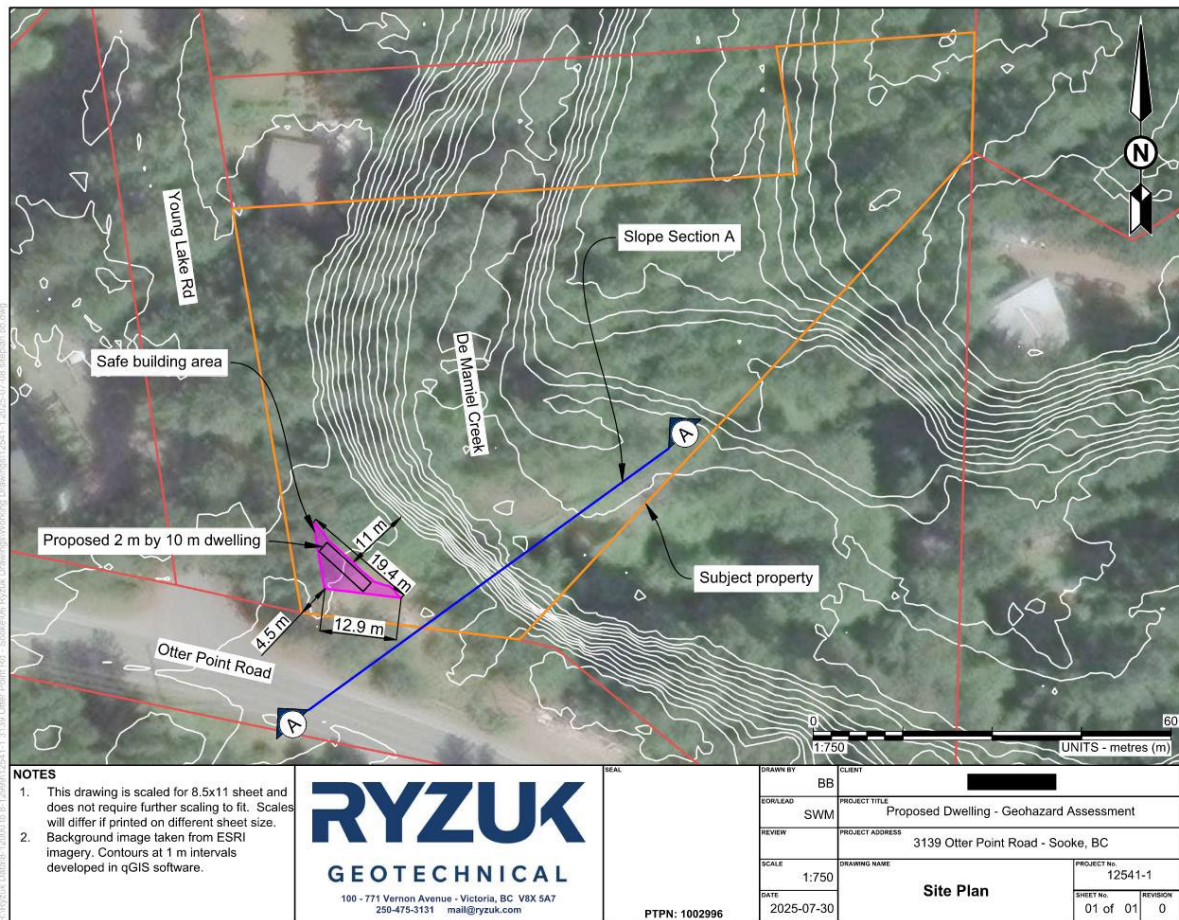 N
Slope Section A
Young Lake Rd
Safe building area
De Mamiel Creek
A
Proposed 2 m by 10 m dwelling
11 m
19.4 m
Subject property
4.5 m
12.9 m
Otter Point Road
A
0
60
1:750
UNITS - metres (m)
NOTES
1. This drawing is scaled for 8.5x11 sheet and
does not require further scaling to fit. Scales
will differ if printed on different sheet size.
2. Background image taken from ESRI
imagery. Contours at 1 m intervals
developed in qGIS software.
RYZUK
GEOTECHNICAL
100 - 771 Vernon Avenue - Victoria, BC V8X 5A7
250-475-3131 mail@ryzuk.com
SEAL
PTPN: 1002996
DRAWN BY
BB
CLIENT
EOR/LEAD
SWM
PROJECT TITLE
Proposed Dwelling - Geohazard Assessment
REVIEW
PROJECT ADDRESS
3139 Otter Point Road - Sooke, BC
SCALE
1:750
DRAWING NAME
Site Plan
PROJECT No.
12541-1
DATE
2025-07-30
SHEET No.
01 of 01
REVISION
0